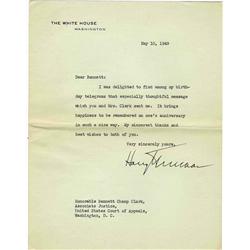 THE WHITE HOUSE
WASHINGTON
May 10, 1949
Dear Bennett:
I was delighted to find among my birth-
day telegrams that especially thoughtful message
which you and Mrs. Clark sent me. It brings
happiness to be remembered on one's anniversary
in such a nice way. My sincerest thanks and
best wishes to both of you.
Very sincerely yours,
Harry Truman
Honorable Bennett Champ Clark,
Associate Justice,
United States Court of Appeals,
Washington, D. C.